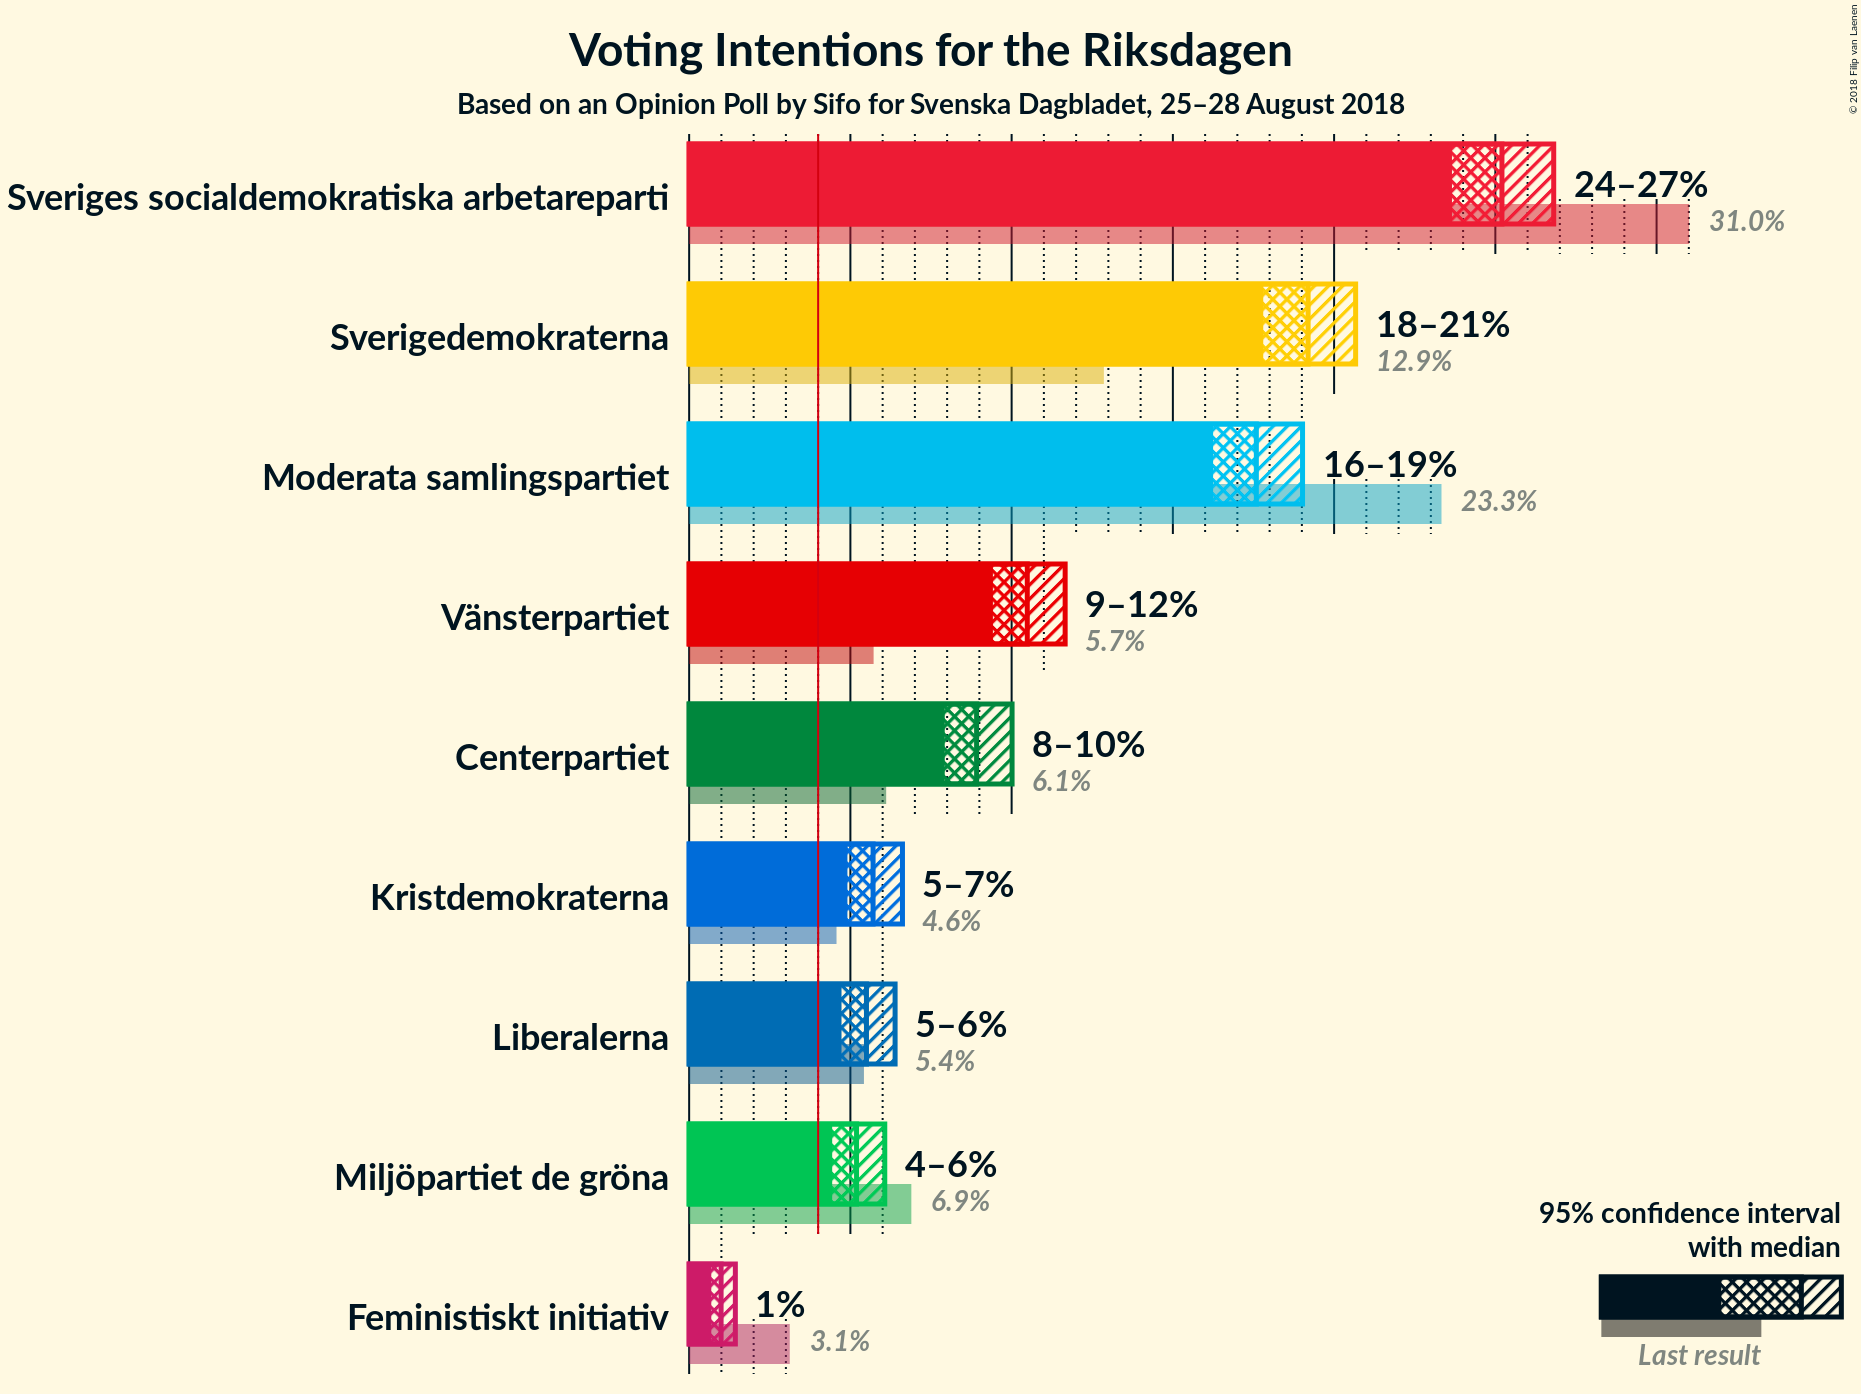 Voting Intentions for the Riksdagen
Based on an Opinion Poll by Sifo for Svenska Dagbladet, 25–28 August 2018
© 2018 Filip van Laenen
Sveriges socialdemokratiska arbetareparti
24–27%
31.0%
Sverigedemokraterna
18–21%
12.9%
Moderata samlingspartiet
16–19%
23.3%
Vänsterpartiet
9–12%
5.7%
Centerpartiet
8–10%
6.1%
Kristdemokraterna
5–7%
4.6%
Liberalerna
5–6%
5.4%
Miljöpartiet de gröna
4–6%
6.9%
Feministiskt initiativ
1%
3.1%
95% confidence interval
with median
Last result